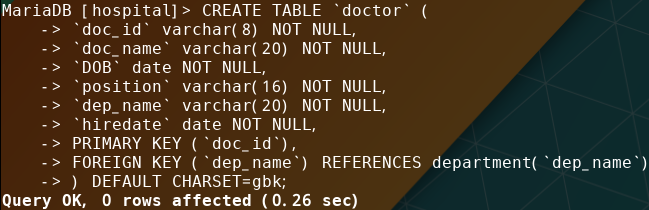 MariaDB [hospital]> CREATE TABLE `doctor` (
    -> `doc_id` varchar(8) NOT NULL,
    -> `doc_name` varchar(20) NOT NULL,
    -> `DOB` date NOT NULL,
    -> `position` varchar(16) NOT NULL,
    -> `dep_name` varchar(20) NOT NULL,
    -> `hiredate` date NOT NULL,
    -> PRIMARY KEY (`doc_id`),
    -> FOREIGN KEY (`dep_name`) REFERENCES department(`dep_name`)
    -> ) DEFAULT CHARSET=gbk;
Query OK, 0 rows affected (0.26 sec)